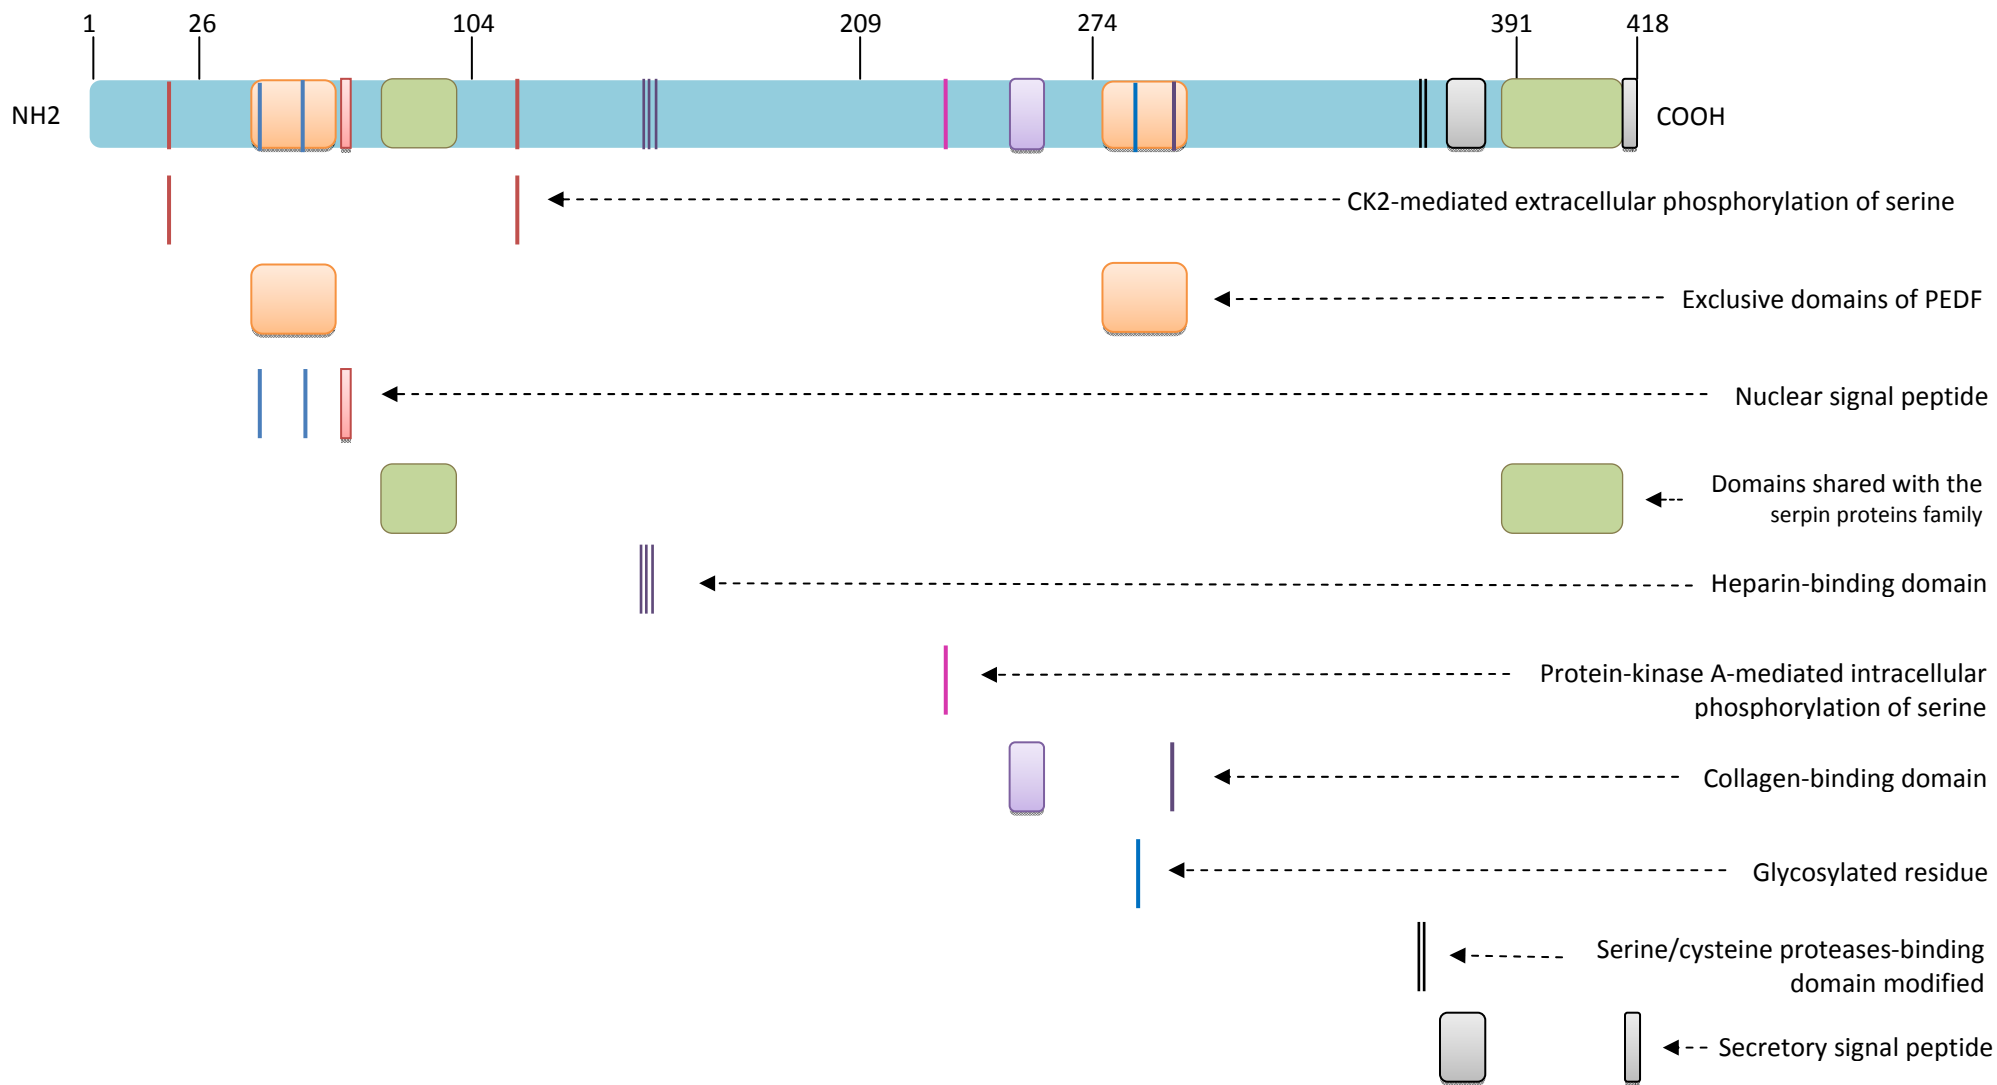 1 26 104 209 274 391 418
NH2 COOH
CK2-mediated extracellular phosphorylation of serine
Exclusive domains of PEDF
Nuclear signal peptide
Domains shared with the
serpin proteins family
Heparin-binding domain
Protein-kinase A-mediated intracellular
phosphorylation of serine
Collagen-binding domain
Glycosylated residue
Serine/cysteine proteases-binding
domain modified
Secretory signal peptide